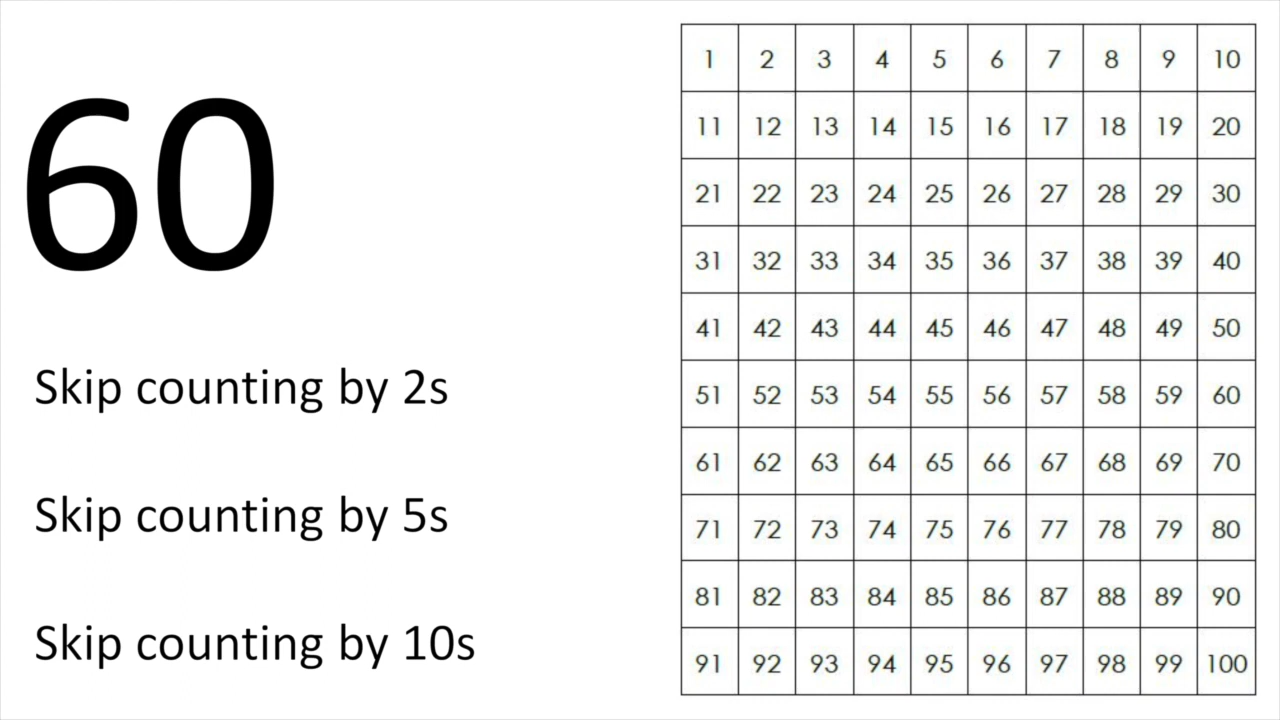 60
Skip counting by 2s
Skip counting by 5s
Skip counting by 10s
1 2 3 4 5 6 7 8 9 10
11 12 13 14 15 16 17 18 19 20
21 22 23 24 25 26 27 28 29 30
31 32 33 34 35 36 37 38 39 40
41 42 43 44 45 46 47 48 49 50
51 52 53 54 55 56 57 58 59 60
61 62 63 64 65 66 67 68 69 70
71 72 73 74 75 76 77 78 79 80
81 82 83 84 85 86 87 88 89 90
91 92 93 94 95 96 97 98 99 100